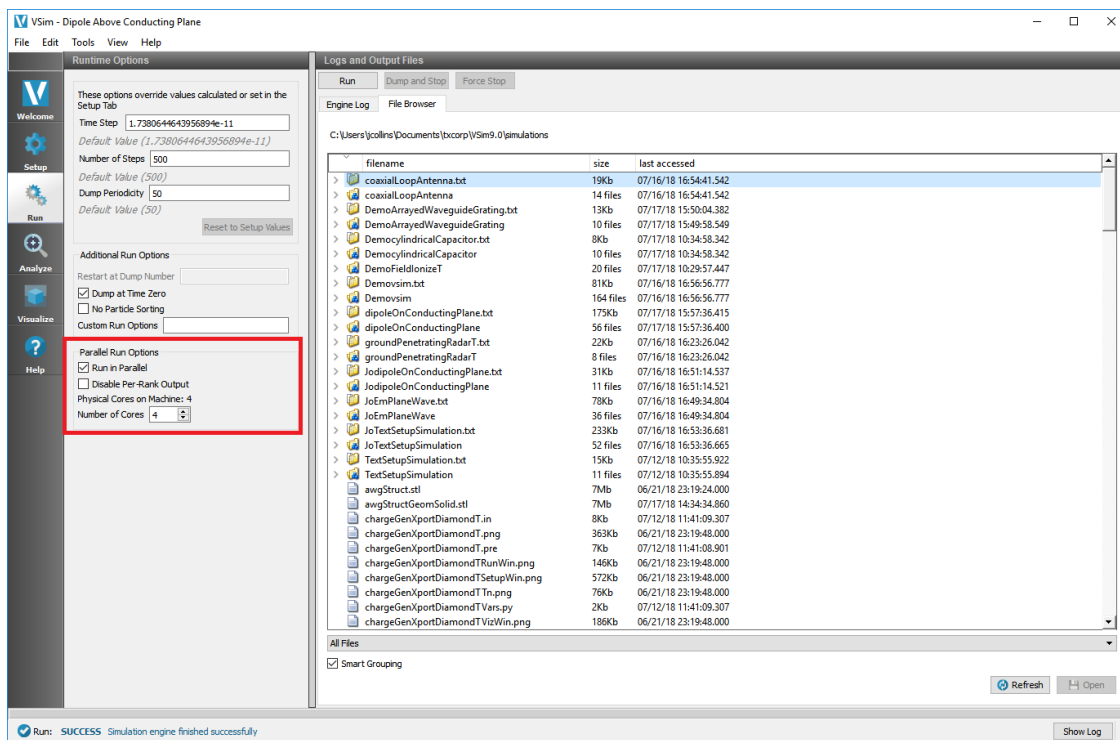 VSim - Dipole Above Conducting Plane
File Edit Tools View Help
Welcome
Setup
Run
Analyze
Visualize
Help
Runtime Options
These options override values calculated or set in the
Setup Tab
Time Step 1.7380644643956894e-11
Default Value (1.7380644643956894e-11)
Number of Steps 500
Default Value (500)
Dump Periodicity 50
Default Value (50)
Reset to Setup Values
Additional Run Options
Restart at Dump Number
Dump at Time Zero
No Particle Sorting
Custom Run Options
Parallel Run Options
Run in Parallel
Disable Per-Rank Output
Physical Cores on Machine: 4
Number of Cores 4
Logs and Output Files
Run Dump and Stop Force Stop
Engine Log File Browser
C:\Users\jcollins\Documents\txcorp\VSim9.0\simulations
filename size last accessed
coaxialLoopAntenna.txt 19Kb 07/16/18 16:54:41.542
coaxialLoopAntenna 14 files 07/16/18 16:54:41.542
DemoArrayedWaveguideGrating.txt 13Kb 07/17/18 15:50:04.382
DemoArrayedWaveguideGrating 10 files 07/17/18 15:49:58.549
DemocylindricalCapacitor.txt 8Kb 07/17/18 10:34:58.342
DemocylindricalCapacitor 10 files 07/17/18 10:34:58.342
DemoFieldIonizeT 20 files 07/17/18 10:29:57.447
Demovsim.txt 81Kb 07/16/18 16:56:56.777
Demovsim 164 files 07/16/18 16:56:56.777
dipoleOnConductingPlane.txt 175Kb 07/17/18 15:57:36.415
dipoleOnConductingPlane 56 files 07/17/18 15:57:36.400
groundPenetratingRadarT.txt 22Kb 07/17/18 16:23:26.042
groundPenetratingRadarT 8 files 07/17/18 16:23:26.042
JodipoleOnConductingPlane.txt 31Kb 07/16/18 16:51:14.537
JodipoleOnConductingPlane 11 files 07/16/18 16:51:14.521
JoEmPlaneWave.txt 78Kb 07/16/18 16:49:34.804
JoEmPlaneWave 36 files 07/16/18 16:49:34.804
JoTextSetupSimulation.txt 233Kb 07/16/18 16:53:36.681
JoTextSetupSimulation 52 files 07/16/18 16:53:36.665
TextSetupSimulation.txt 15Kb 07/12/18 10:35:55.922
TextSetupSimulation 11 files 07/12/18 10:35:55.894
awgStruct.stl 7Mb 06/21/18 23:19:24.000
awgStructGeomSolid.stl 7Mb 07/17/18 14:34:34.860
chargeGenXportDiamondT.in 8Kb 07/12/18 11:41:09.307
chargeGenXportDiamondT.png 363Kb 06/21/18 23:19:48.000
chargeGenXportDiamondT.pre 7Kb 07/12/18 11:41:08.901
chargeGenXportDiamondTRunWin.png 146Kb 06/21/18 23:19:48.000
chargeGenXportDiamondTSetupWin.png 572Kb 06/21/18 23:19:48.000
chargeGenXportDiamondTTn.png 76Kb 06/21/18 23:19:48.000
chargeGenXportDiamondTVars.py 2Kb 07/12/18 11:41:09.307
chargeGenXportDiamondTVizWin.png 186Kb 06/21/18 23:19:48.000
All Files
Smart Grouping
Refresh Open
Run: SUCCESS Simulation engine finished successfully
Show Log